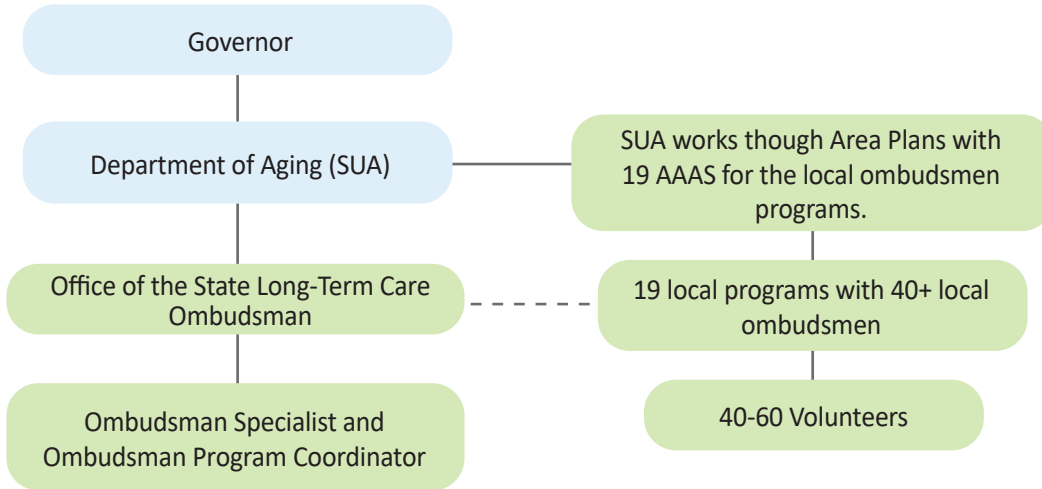 Governor
Department of Aging (SUA)
SUA works though Area Plans with
19 AAAS for the local ombudsmen
programs.
Office of the State Long-Term Care
Ombudsman
19 local programs with 40+ local
ombudsmen
Ombudsman Specialist and
Ombudsman Program Coordinator
40-60 Volunteers